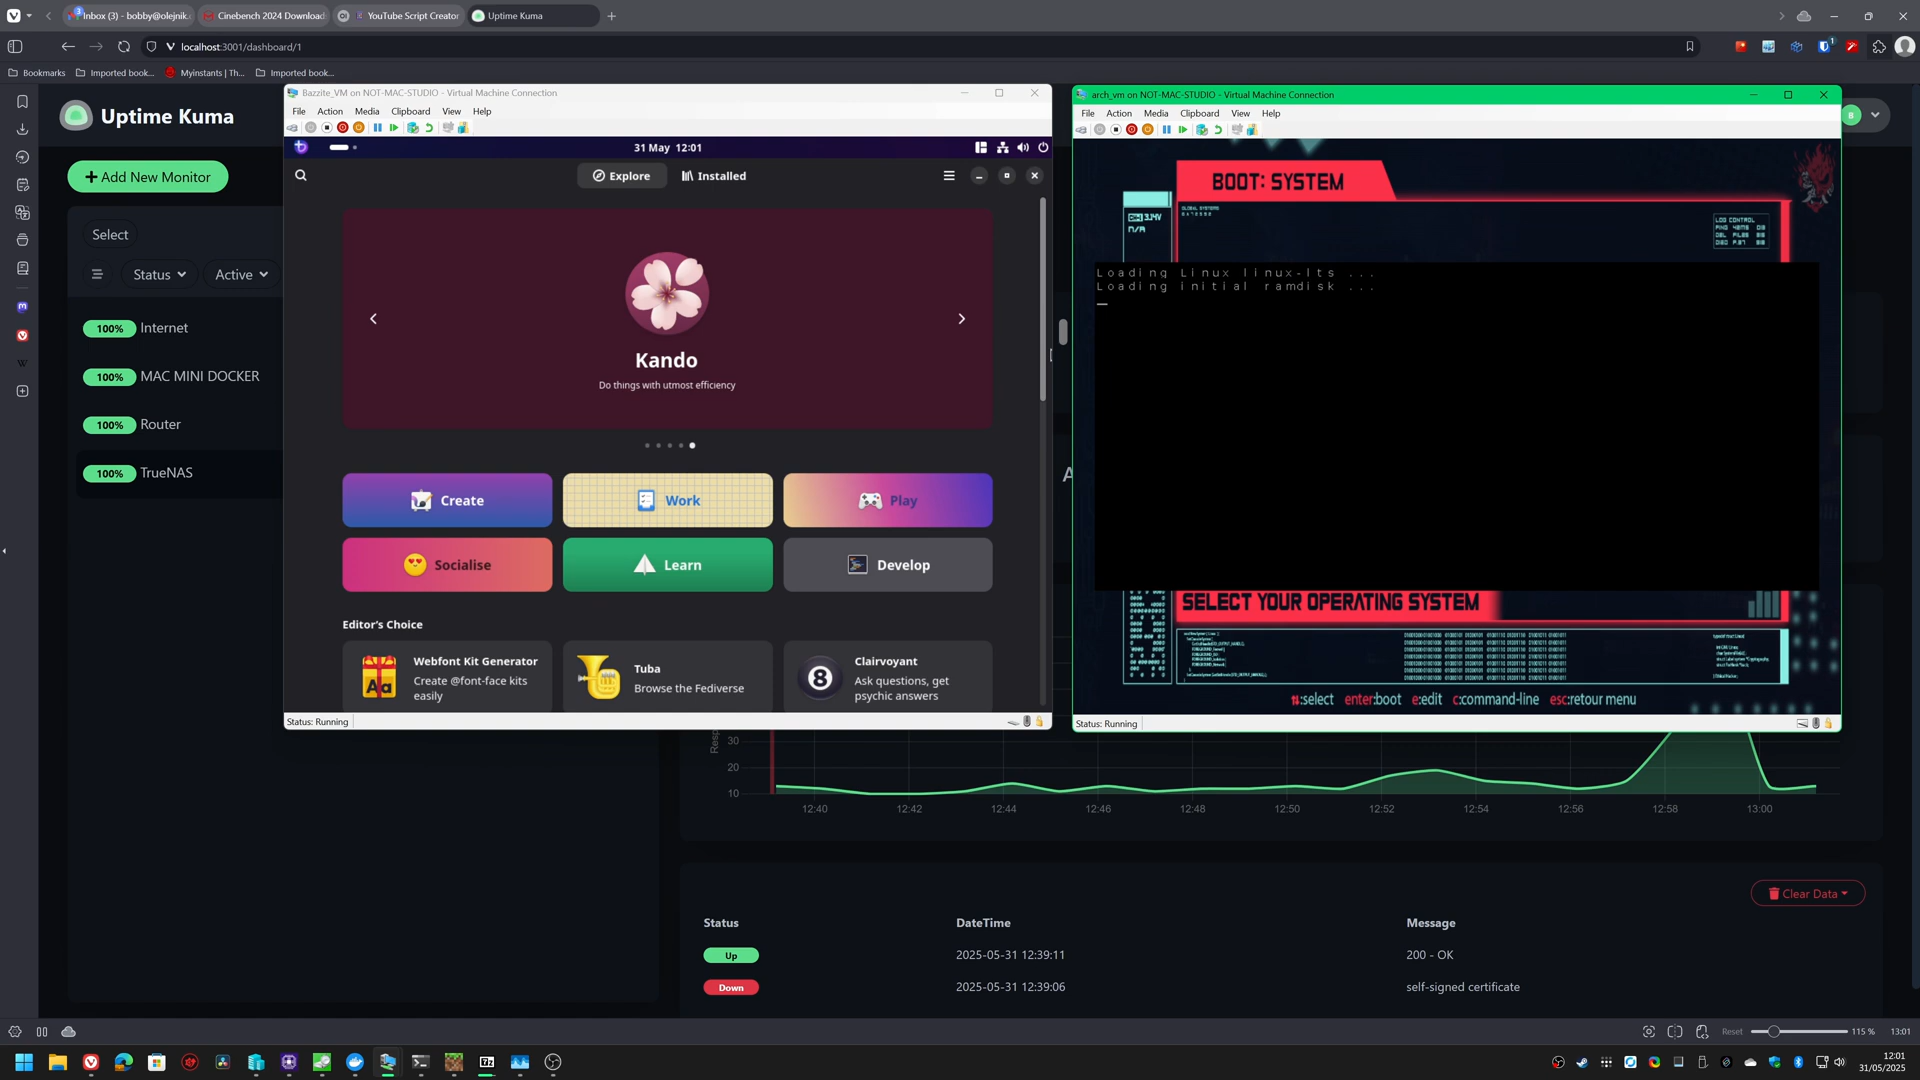 Inbox (3) - bobby@olejnik.c
Cinebench 2024 Download
YouTube Script Creator
Uptime Kuma
localhost:3001/dashboard/1
Bookmarks
Imported book...
Myinstants | Th...
Imported book...
Uptime Kuma
Add New Monitor
Select
Status
Active
100% Internet
100% MAC MINI DOCKER
100% Router
100% TrueNAS
Bazzite_VM on NOT-MAC-STUDIO - Virtual Machine Connection
File Action Media Clipboard View Help
31 May 12:01
Explore
Installed
Kando
Do things with utmost efficiency
Create
Work
Play
Socialise
Learn
Develop
Editor's Choice
Webfont Kit Generator
Create @font-face kits
easily
Tuba
Browse the Fediverse
Clairvoyant
Ask questions, get
psychic answers
Status: Running
arch_vm on NOT-MAC-STUDIO - Virtual Machine Connection
File Action Media Clipboard View Help
B
BOOT: SYSTEM
3.14V
N/A
GLOBAL SYSTEMS
LOG CONTROL
Loading Linux linux-lts ...
Loading initial ramdisk ...
SELECT YOUR OPERATING SYSTEM
:select enter:boot e:edit c:command-line esc:retour menu
Status: Running
30
20
10
12:40 12:42 12:44 12:46 12:48 12:50 12:52 12:54 12:56 12:58 13:00
Clear Data
Status DateTime Message
Up 2025-05-31 12:39:11 200 - OK
Down 2025-05-31 12:39:06 self-signed certificate
Reset
115 %
13:01
12:01
31/05/2025